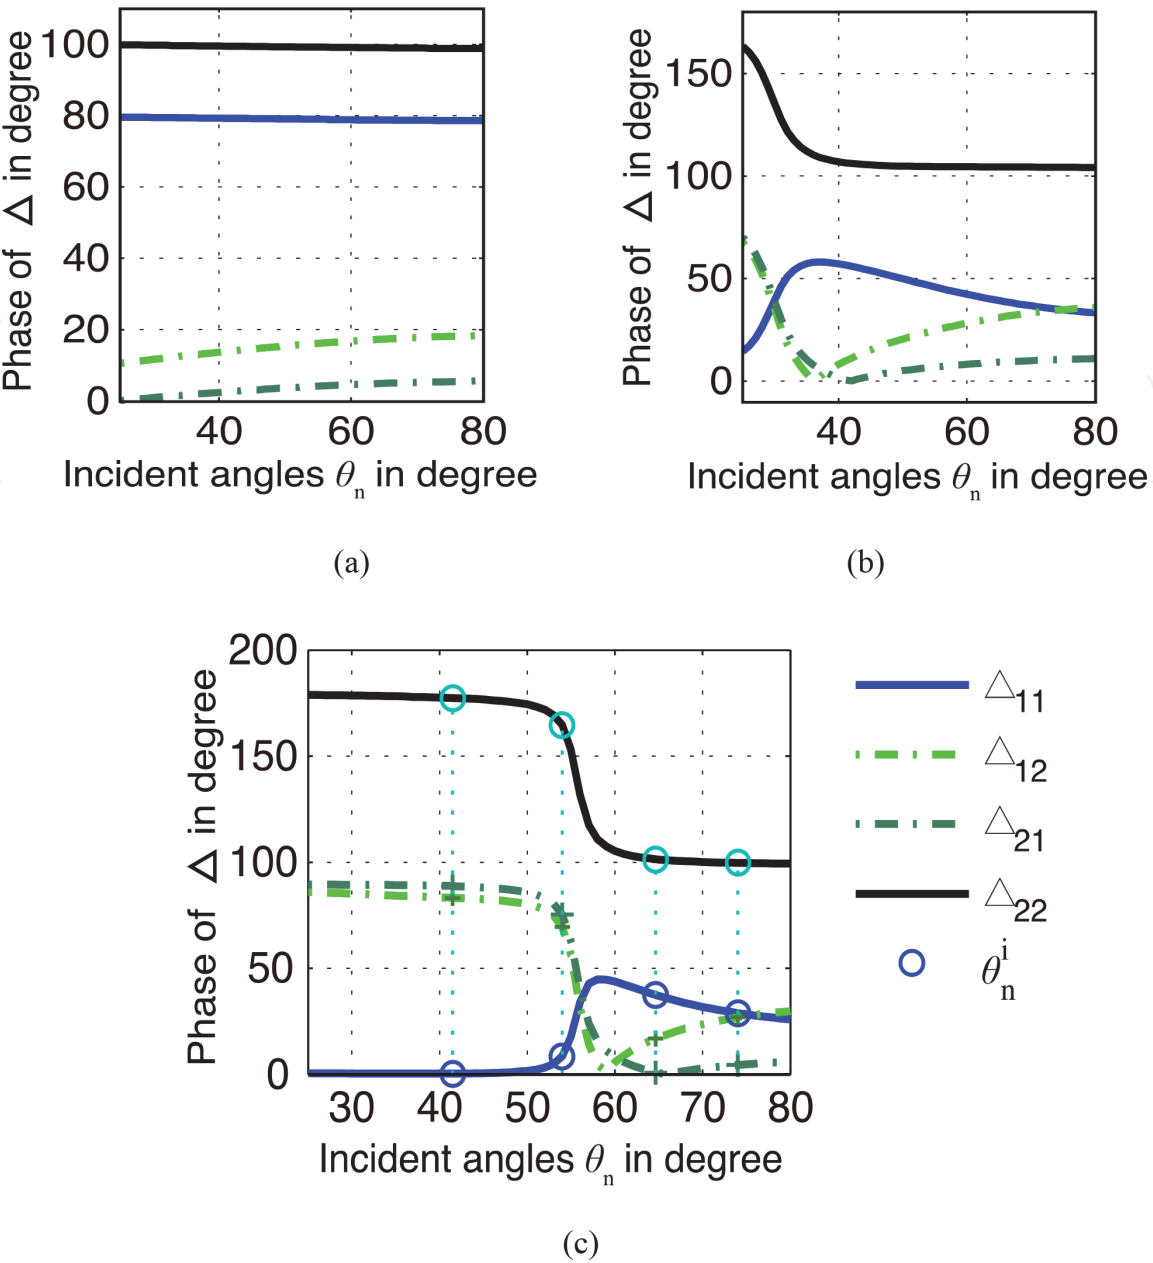 Phase of △ in degree
100
80
60
40
20
0
40 60 80
Incident angles θn in degree
(a)
Phase of △ in degree
150
100
50
0
40 60 80
Incident angles θn in degree
(b)
Phase of △ in degree
200
150
100
50
0
30 40 50 60 70 80
Incident angles θn in degree
(c)
△11
△12
△21
△22
θn^i